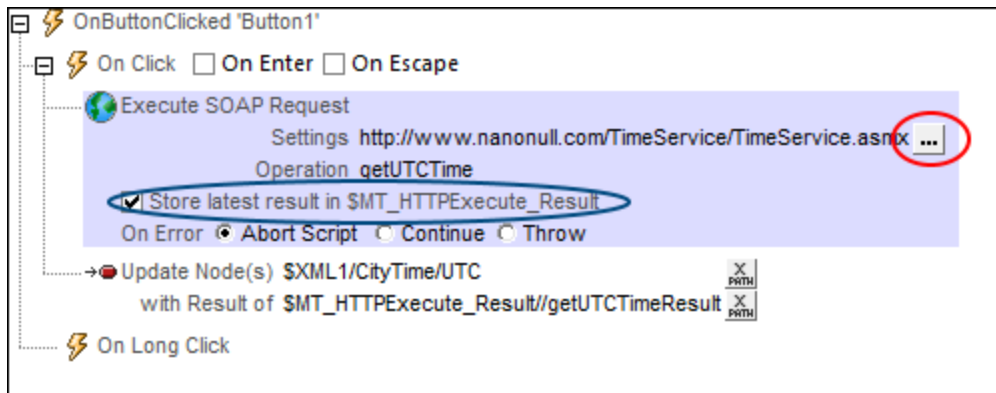 OnButtonClicked 'Button1'
On Click On Enter On Escape
Execute SOAP Request
Settings http://www.nanonull.com/TimeService/TimeService.asmx ...
Operation getUTCTime
Store latest result in $MT_HTTPExecute_Result
On Error Abort Script Continue Throw
Update Node(s) $XML1/CityTime/UTC X PATH
with Result of $MT_HTTPExecute_Result//getUTCTimeResult X PATH
On Long Click